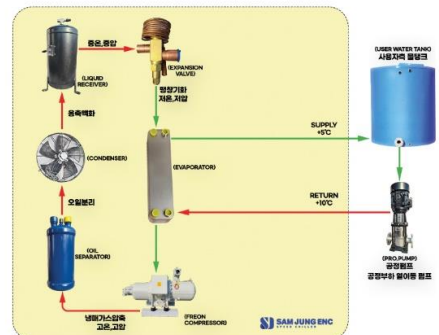 중온,중압
(LIQUID
RECEIVER)
(EXPANSION
VALVE)
팽창기화
저온,저압
(USER WATER TANK)
사용자측 물탱크
응축액화
SUPPLY
+5℃
(CONDENSER)
(EVAPORATOR)
RETURN
+10℃
오일분리
(OIL
SEPARATOR)
(PRO.PUMP)
공정펌프
공정부하 열이동 펌프
냉매가스압축
고온,고압
(FREON
COMPRESSOR)
SAM JUNG ENC